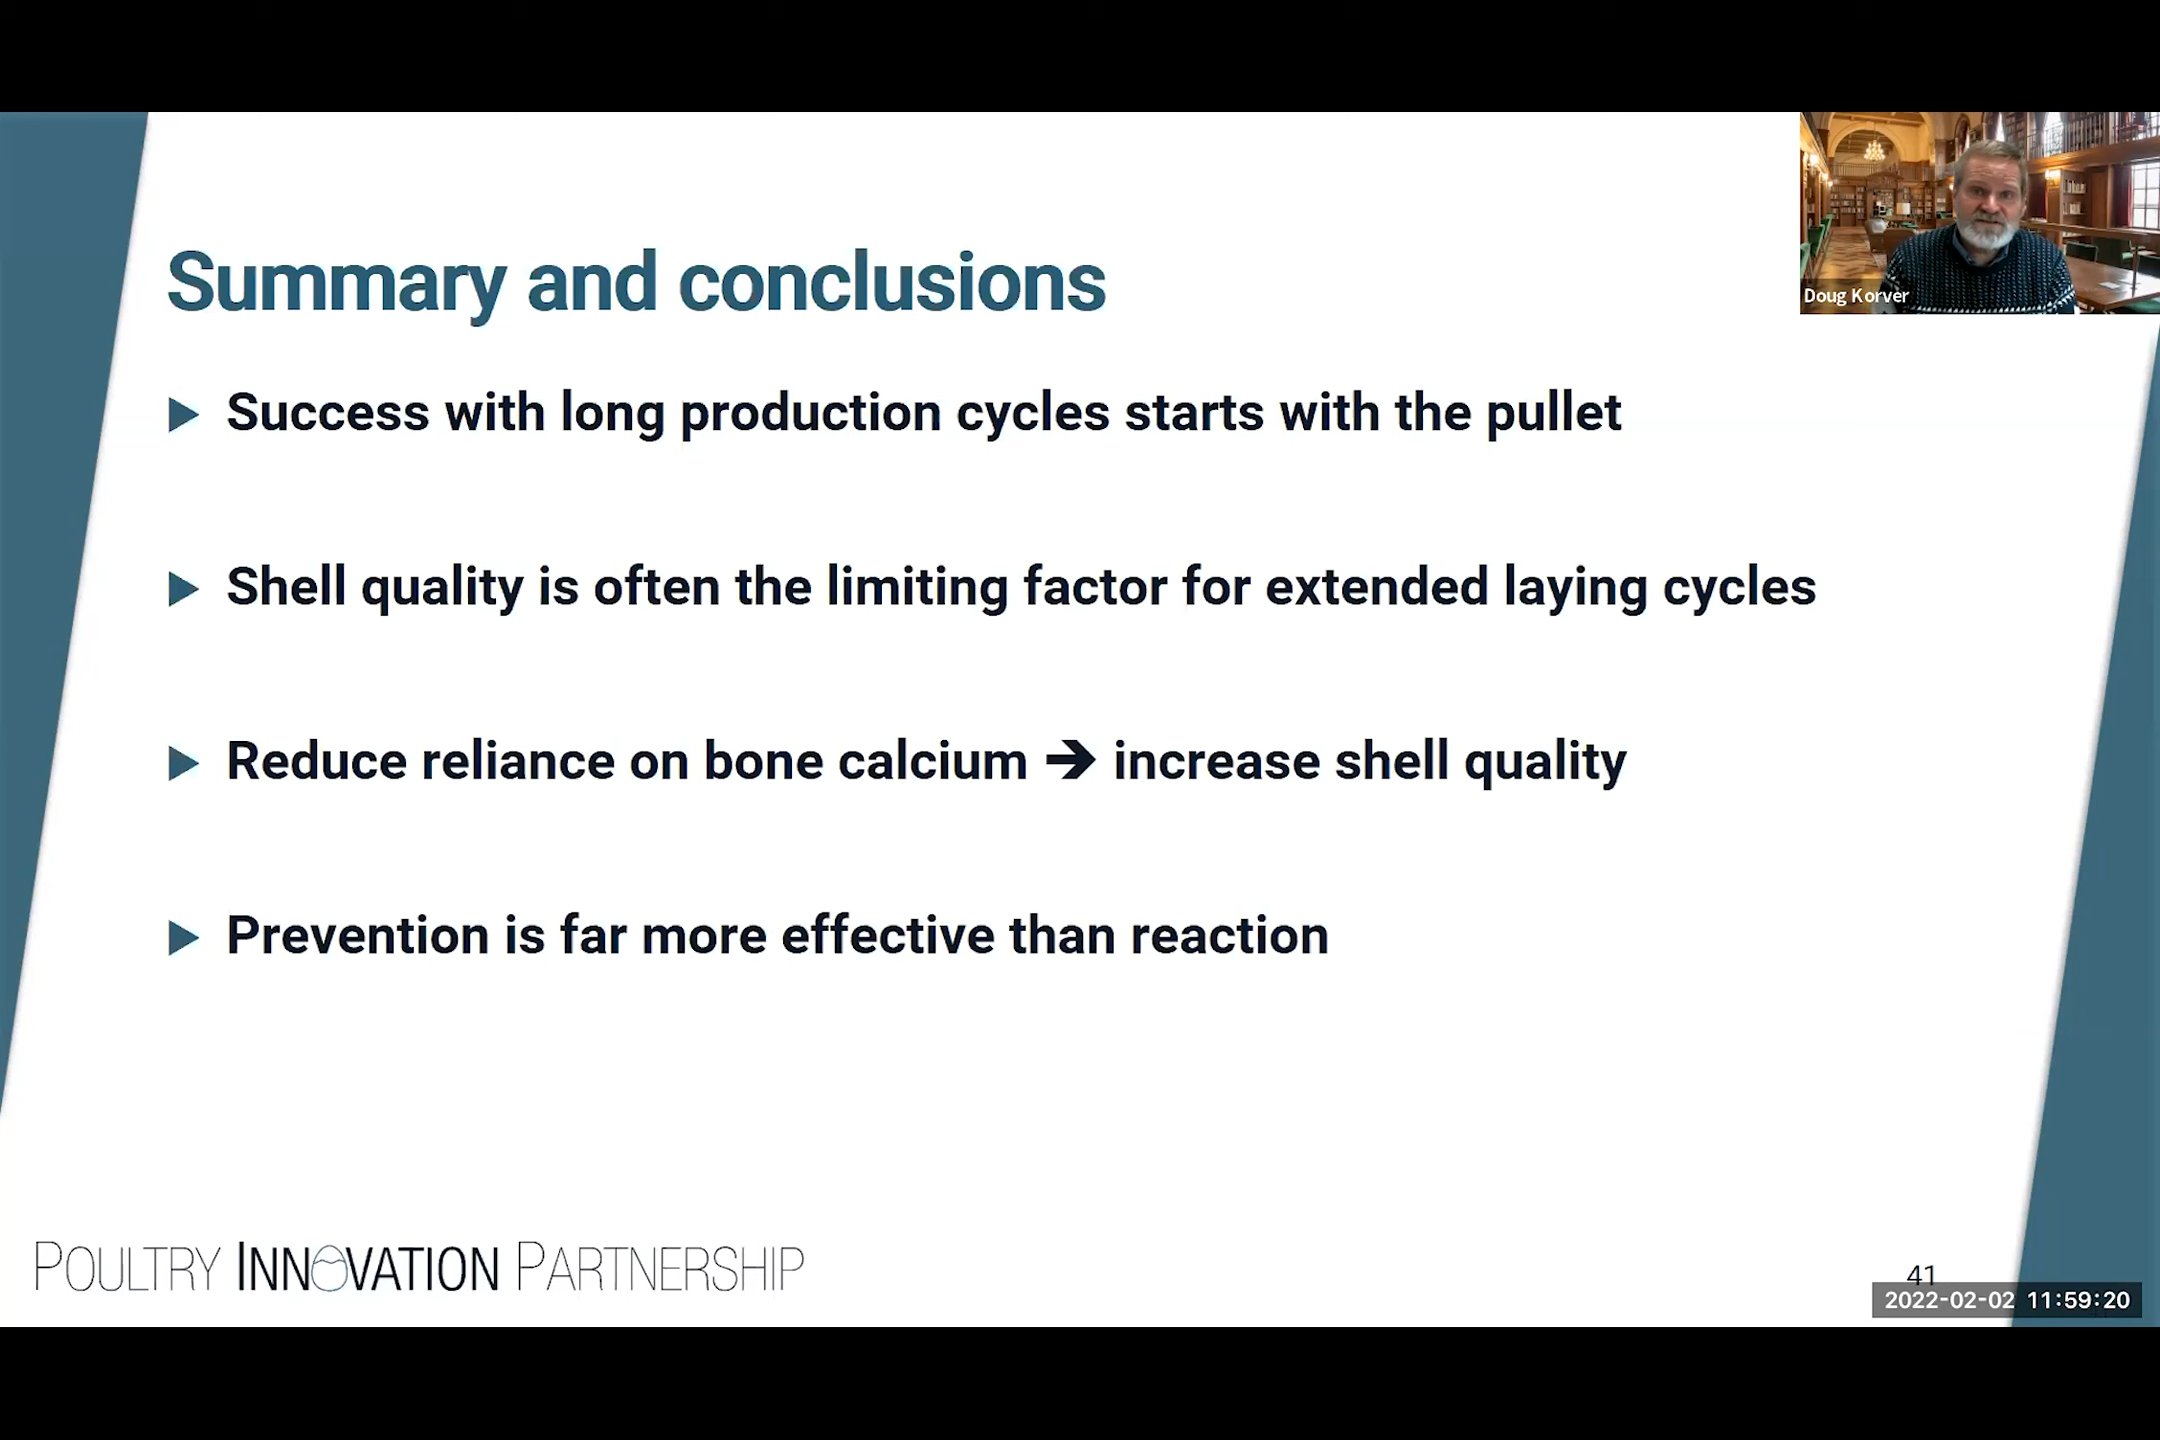 Doug Korver
Summary and conclusions
Success with long production cycles starts with the pullet
Shell quality is often the limiting factor for extended laying cycles
Reduce reliance on bone calcium ➔ increase shell quality
Prevention is far more effective than reaction
POULTRY INNOVATION PARTNERSHIP
41
2022-02-02 11:59:20